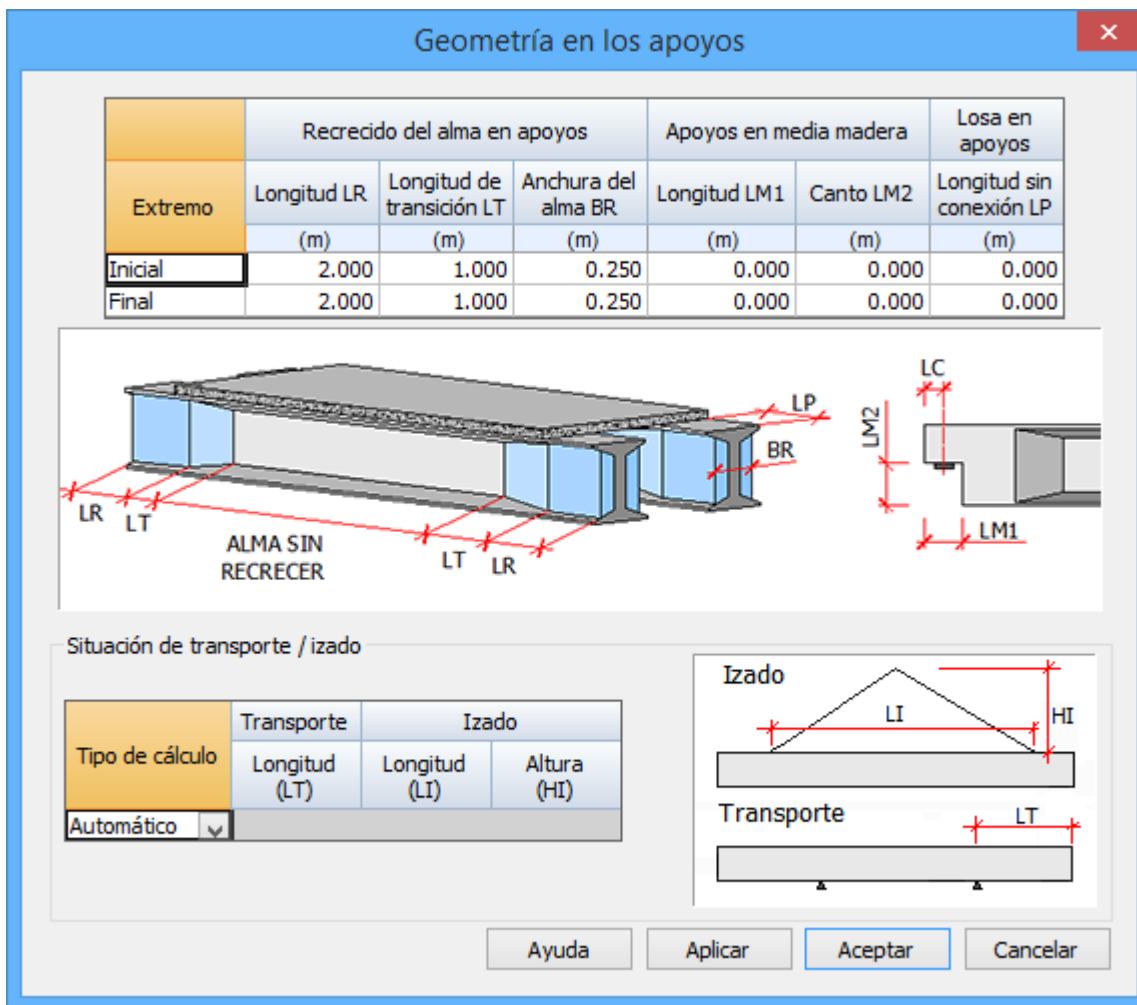 Geometría en los apoyos
Recrecido del alma en apoyos Apoyos en media madera Losa en apoyos
Extremo Longitud LR Longitud de transición LT Anchura del alma BR Longitud LM1 Canto LM2 Longitud sin conexión LP
(m) (m) (m) (m) (m) (m)
Inicial 2.000 1.000 0.250 0.000 0.000 0.000
Final 2.000 1.000 0.250 0.000 0.000 0.000
LC
LP
LM2
BR
LR LT
ALMA SIN
RECRECER
LT LR
LM1
Situación de transporte / izado
Tipo de cálculo Transporte Izado
Longitud (LT) Longitud (LI) Altura (HI)
Automático
Izado
LI
HI
Transporte
LT
Ayuda Aplicar Aceptar Cancelar